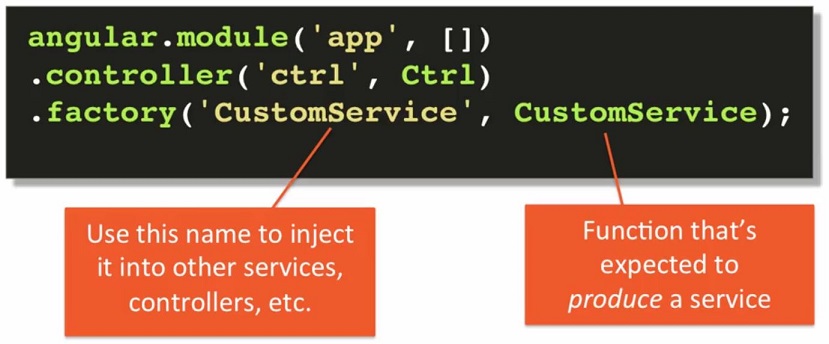 angular.module('app', [])
.controller('ctrl', Ctrl)
.factory('CustomService', CustomService);
Use this name to inject
it into other services,
controllers, etc.
Function that's
expected to
produce a service